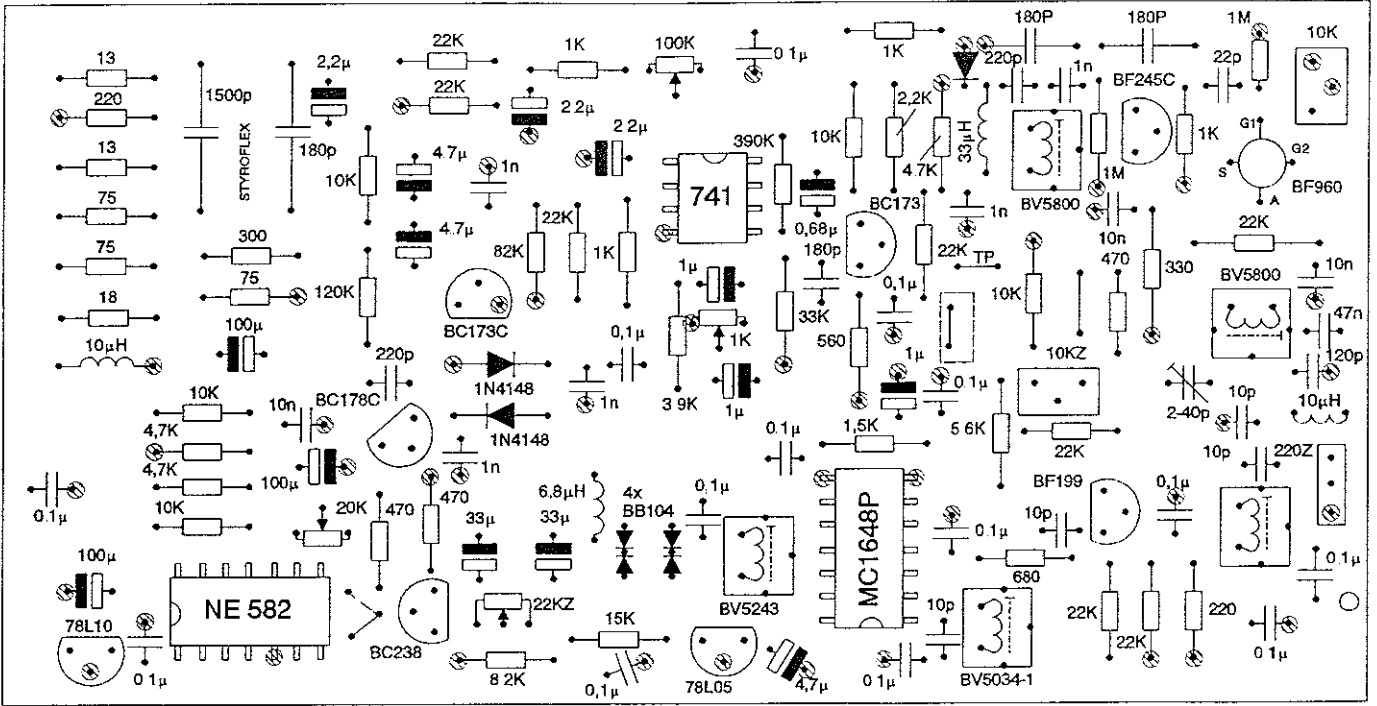 13
220
13
75
75
18
10µH
1500p
STYROFLEX
180p
2,2µ
300
75
100µ
10K
120K
22K
22K
4.7µ
4.7µ
1n
BC173C
1K
2.2µ
2 2µ
22K
82K
1K
100K
0 1µ
741
390K
0,68µ
180p
1µ
1K
1µ
3 9K
33K
0,1µ
1n
1N4148
1N4148
220p
BC178C
1n
1K
10K
2,2K
4 7K
33µH
220p
180P
1n
BV5800
1M
180P
BF245C
1K
22p
1M
10K
G1
G2
S
A
BF960
BC173
22K
1n
TP
0,1µ
560
1µ
0.1µ
10K
10KZ
10n
470
330
22K
BV5800
10n
47n
120p
10µH
2-40p
10p
10p
220Z
10K
4,7K
4,7K
10K
10n
100µ
20K
470
470
0.1µ
100µ
78L10
0 1µ
NE 582
BC238
33µ
33µ
22KZ
8 2K
6,8µH
4x
BB104
0,1µ
BV5243
15K
0,1µ
78L05
4,7µ
0.1µ
1,5K
MC1648P
5 6K
22K
0.1µ
10p
BF199
0,1µ
680
10p
0 1µ
BV5034-1
22K
22K
220
0.1µ
0 1µ